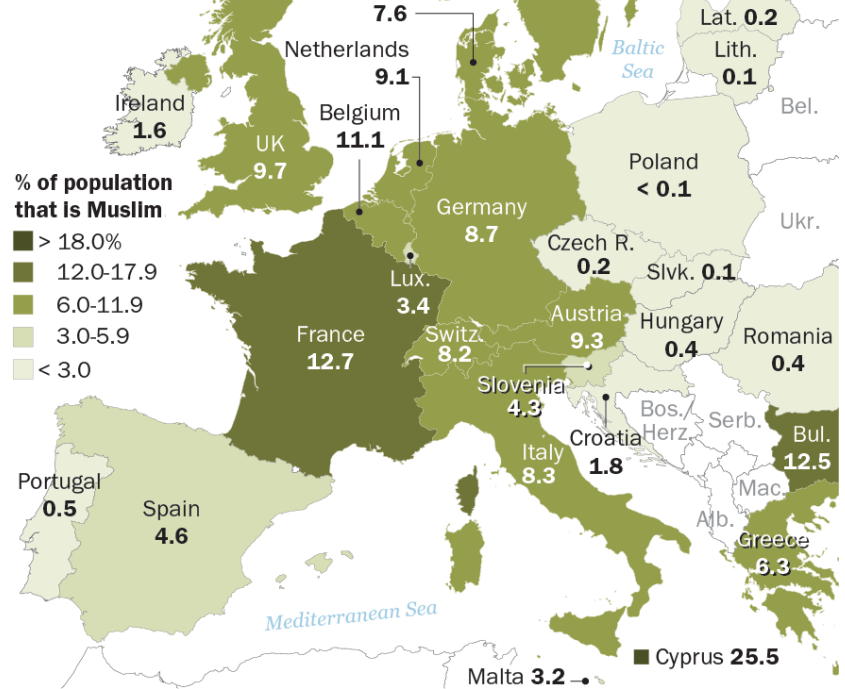 7.6
Lat. 0.2
Netherlands
9.1
Baltic
Sea
Lith.
0.1
Ireland
1.6
Belgium
11.1
Bel.
UK
9.7
Poland
< 0.1
% of population
that is Muslim
> 18.0%
12.0-17.9
6.0-11.9
3.0-5.9
< 3.0
Germany
8.7
Ukr.
Czech R.
0.2
Slvk. 0.1
Lux.
3.4
Austria
9.3
France
12.7
Switz.
8.2
Hungary
0.4
Romania
0.4
Slovenia
4.3
Croatia
1.8
Bos./
Herz.
Serb.
Bul.
12.5
Italy
8.3
Portugal
0.5
Spain
4.6
Mac.
Alb.
Greece
6.3
Mediterranean Sea
Cyprus 25.5
Malta 3.2